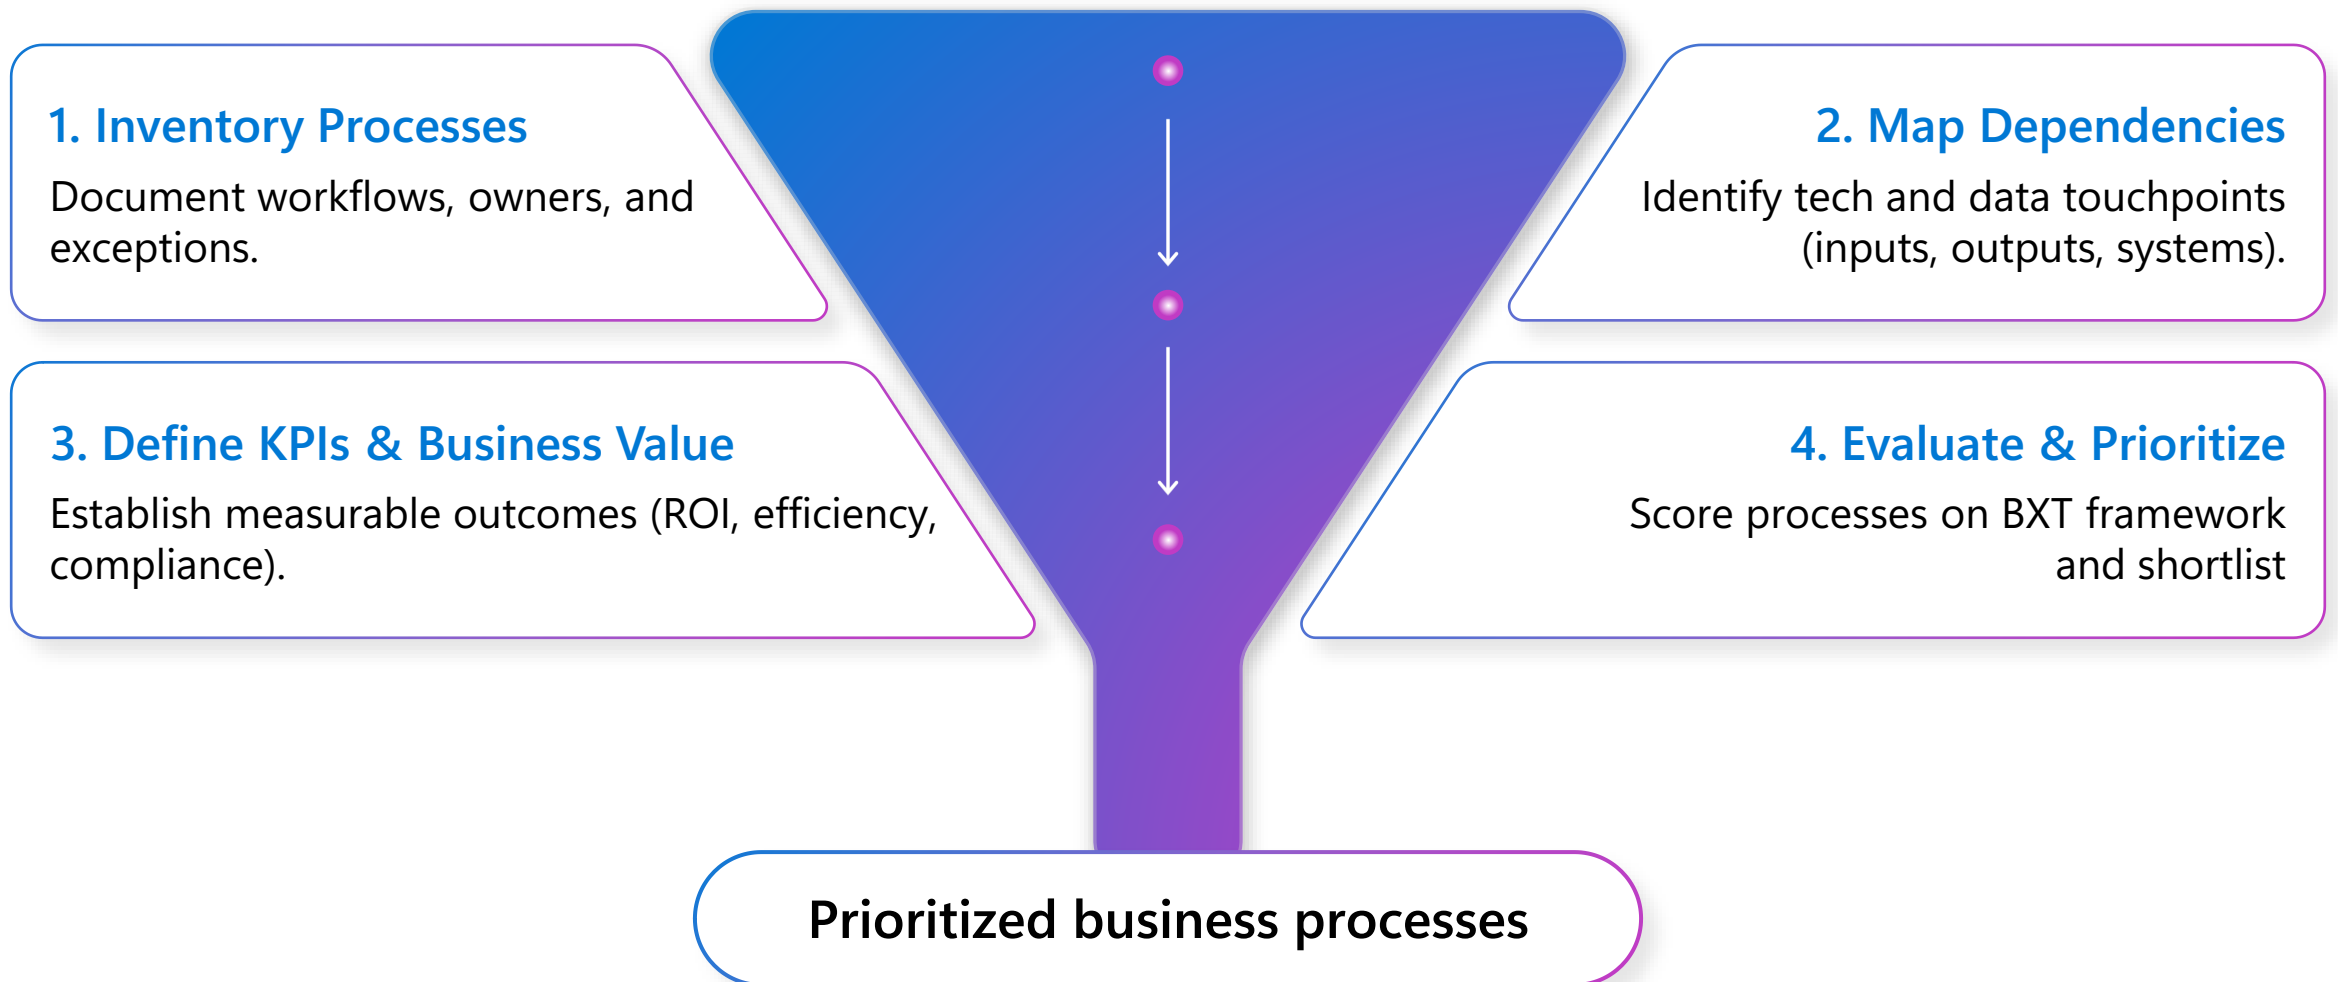 1. Inventory Processes
Document workflows, owners, and
exceptions.
2. Map Dependencies
Identify tech and data touchpoints
(inputs, outputs, systems).
3. Define KPIs & Business Value
Establish measurable outcomes (ROI, efficiency,
compliance).
4. Evaluate & Prioritize
Score processes on BXT framework
and shortlist
Prioritized business processes